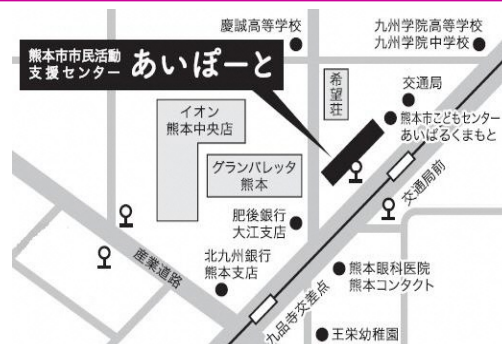 慶誠高等学校
九州学院高等学校
九州学院中学校
熊本市市民活動
支援センター あいぽーと
希望荘
交通局
熊本市こどもセンター
あいぱるくまもと
イオン
熊本中央店
グランパレッタ
熊本
交通局前
肥後銀行
大江支店
産業道路
北九州銀行
熊本支店
熊本眼科医院
熊本コンタクト
九品寺交差点
王栄幼稚園